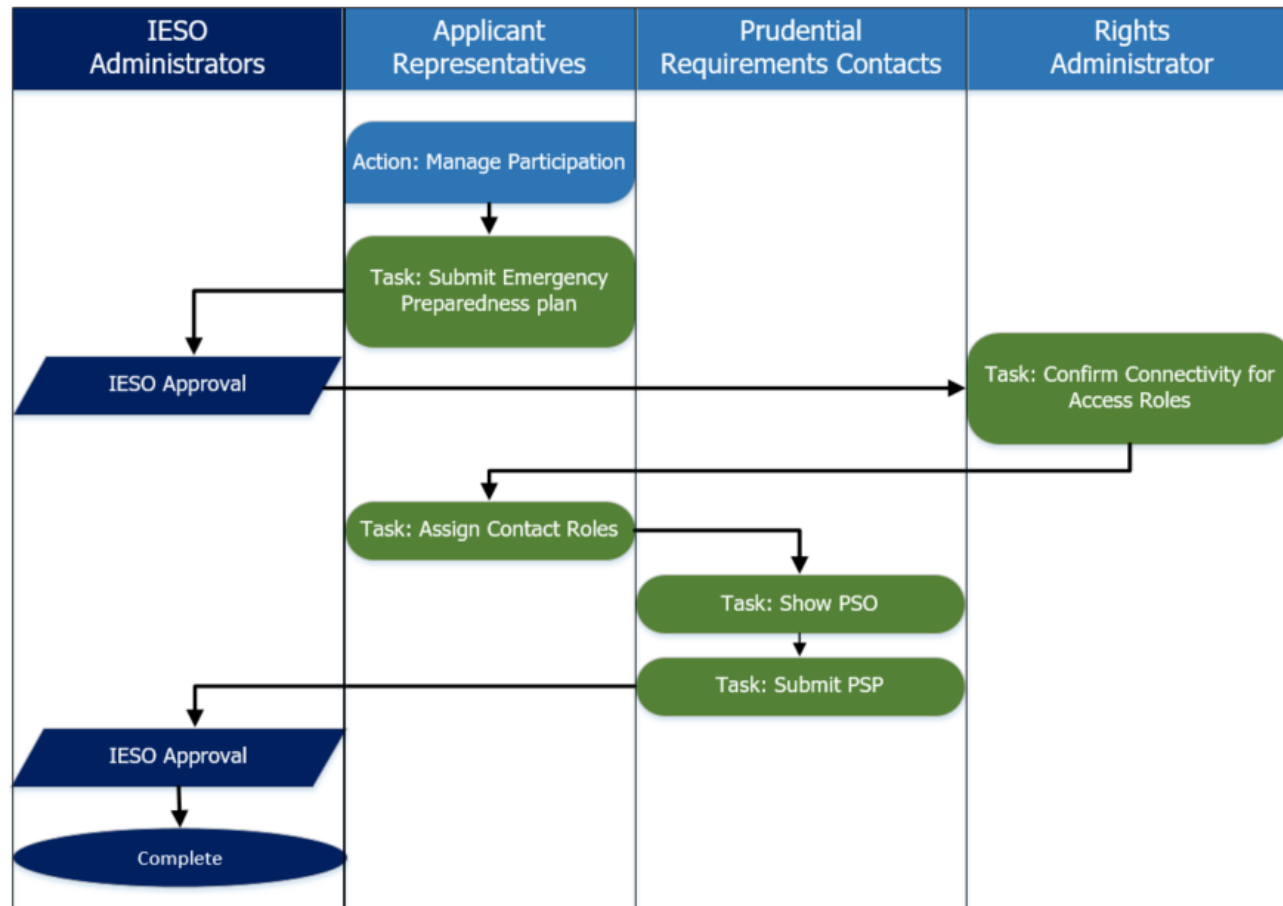 IESO
Administrators
Applicant
Representatives
Prudential
Requirements Contacts
Rights
Administrator
Action: Manage Participation
Task: Submit Emergency
Preparedness plan
IESO Approval
Task: Confirm Connectivity for
Access Roles
Task: Assign Contact Roles
Task: Show PSO
Task: Submit PSP
IESO Approval
Complete